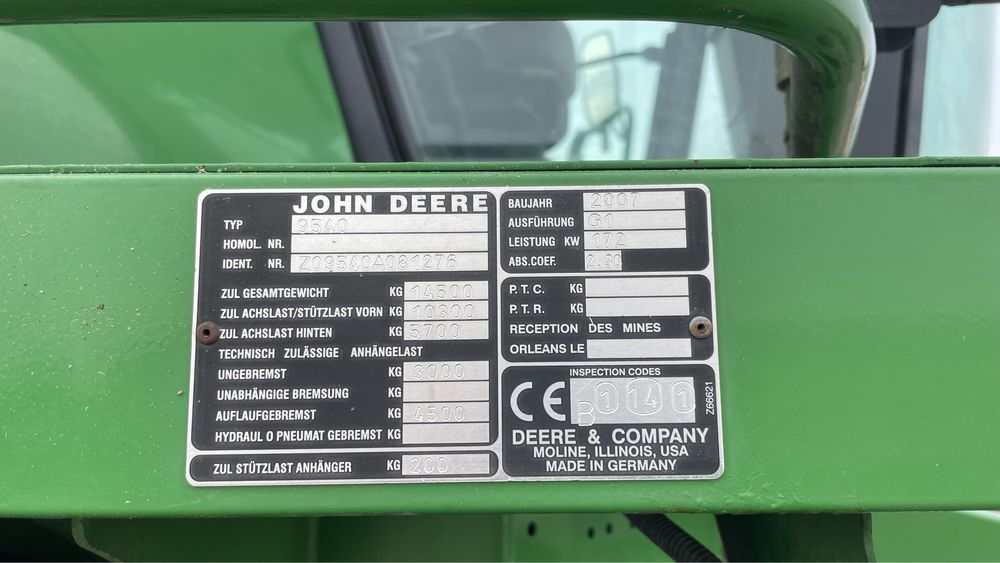 JOHN DEERE
TYP 9540
HOMOL. NR.
IDENT. NR. Z09540A081276
ZUL GESAMTGEWICHT KG 14500
ZUL ACHSLAST/STÜTZLAST VORN KG 10300
ZUL ACHSLAST HINTEN KG 5700
TECHNISCH ZULÄSSIGE ANHÄNGELAST
UNGEBREMST KG 3000
UNABHÄNGIGE BREMSUNG KG
AUFLAUFGEBREMST KG 4500
HYDRAUL O PNEUMAT GEBREMST KG
ZUL STÜTZLAST ANHÄNGER KG 200
BAUJAHR 2007
AUSFÜHRUNG G1
LEISTUNG KW 172
ABS.COEF. 2.30
P. T. C. KG
P. T. R. KG
RECEPTION DES MINES
ORLEANS LE
INSPECTION CODES
CE B 1 14 1
Z66621
DEERE & COMPANY
MOLINE, ILLINOIS, USA
MADE IN GERMANY